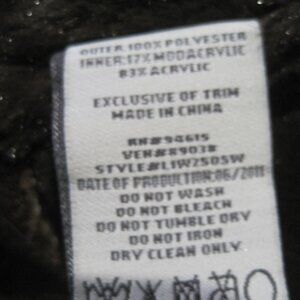 OUTER 100% POLYESTER
INNER:17% MODACRYLIC
83% ACRYLIC
EXCLUSIVE OF TRIM
MADE IN CHINA
RN#94615
VEN#89038
STYLE#L1W2505W
DATE OF PRODUCTION:06/2011
DO NOT WASH
DO NOT BLEACH
DO NOT TUMBLE DRY
DO NOT IRON
DRY CLEAN ONLY